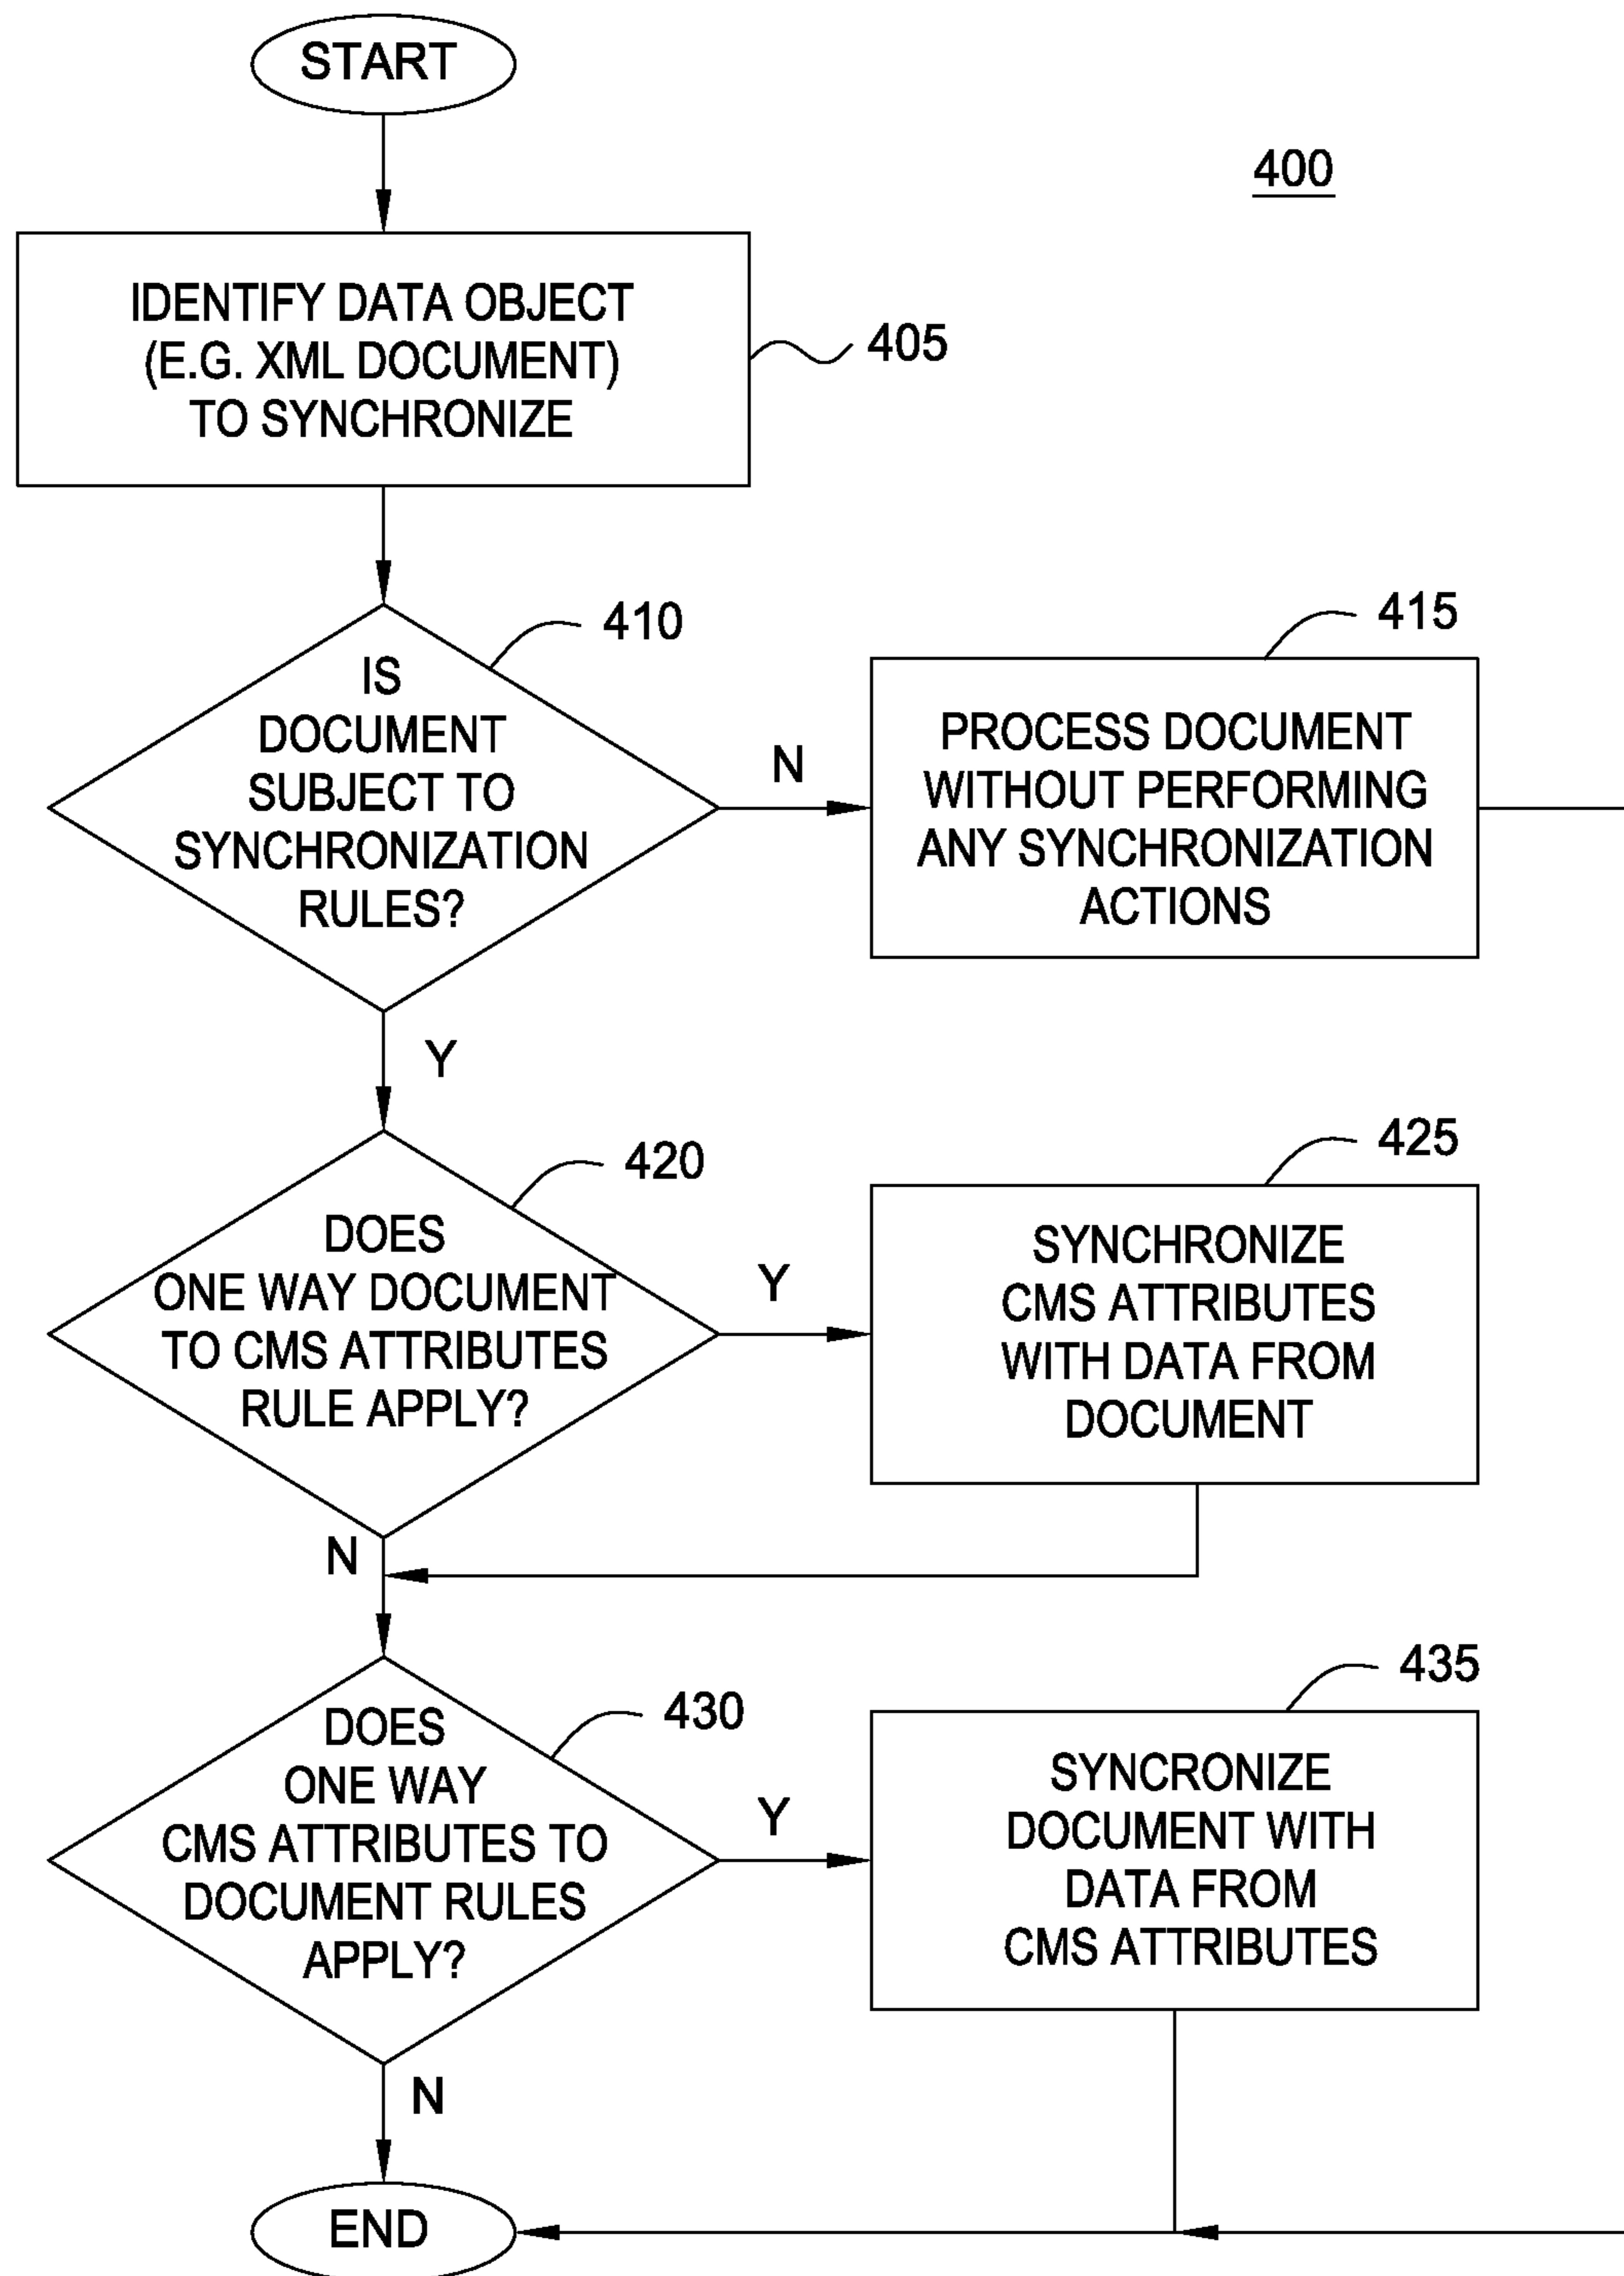 START
400
IDENTIFY DATA OBJECT
(E.G. XML DOCUMENT)
TO SYNCHRONIZE
405
410
IS
DOCUMENT
SUBJECT TO
SYNCHRONIZATION
RULES?
N
415
PROCESS DOCUMENT
WITHOUT PERFORMING
ANY SYNCHRONIZATION
ACTIONS
Y
420
DOES
ONE WAY DOCUMENT
TO CMS ATTRIBUTES
RULE APPLY?
Y
425
SYNCHRONIZE
CMS ATTRIBUTES
WITH DATA FROM
DOCUMENT
N
430
DOES
ONE WAY
CMS ATTRIBUTES TO
DOCUMENT RULES
APPLY?
Y
435
SYNCRONIZE
DOCUMENT WITH
DATA FROM
CMS ATTRIBUTES
N
END